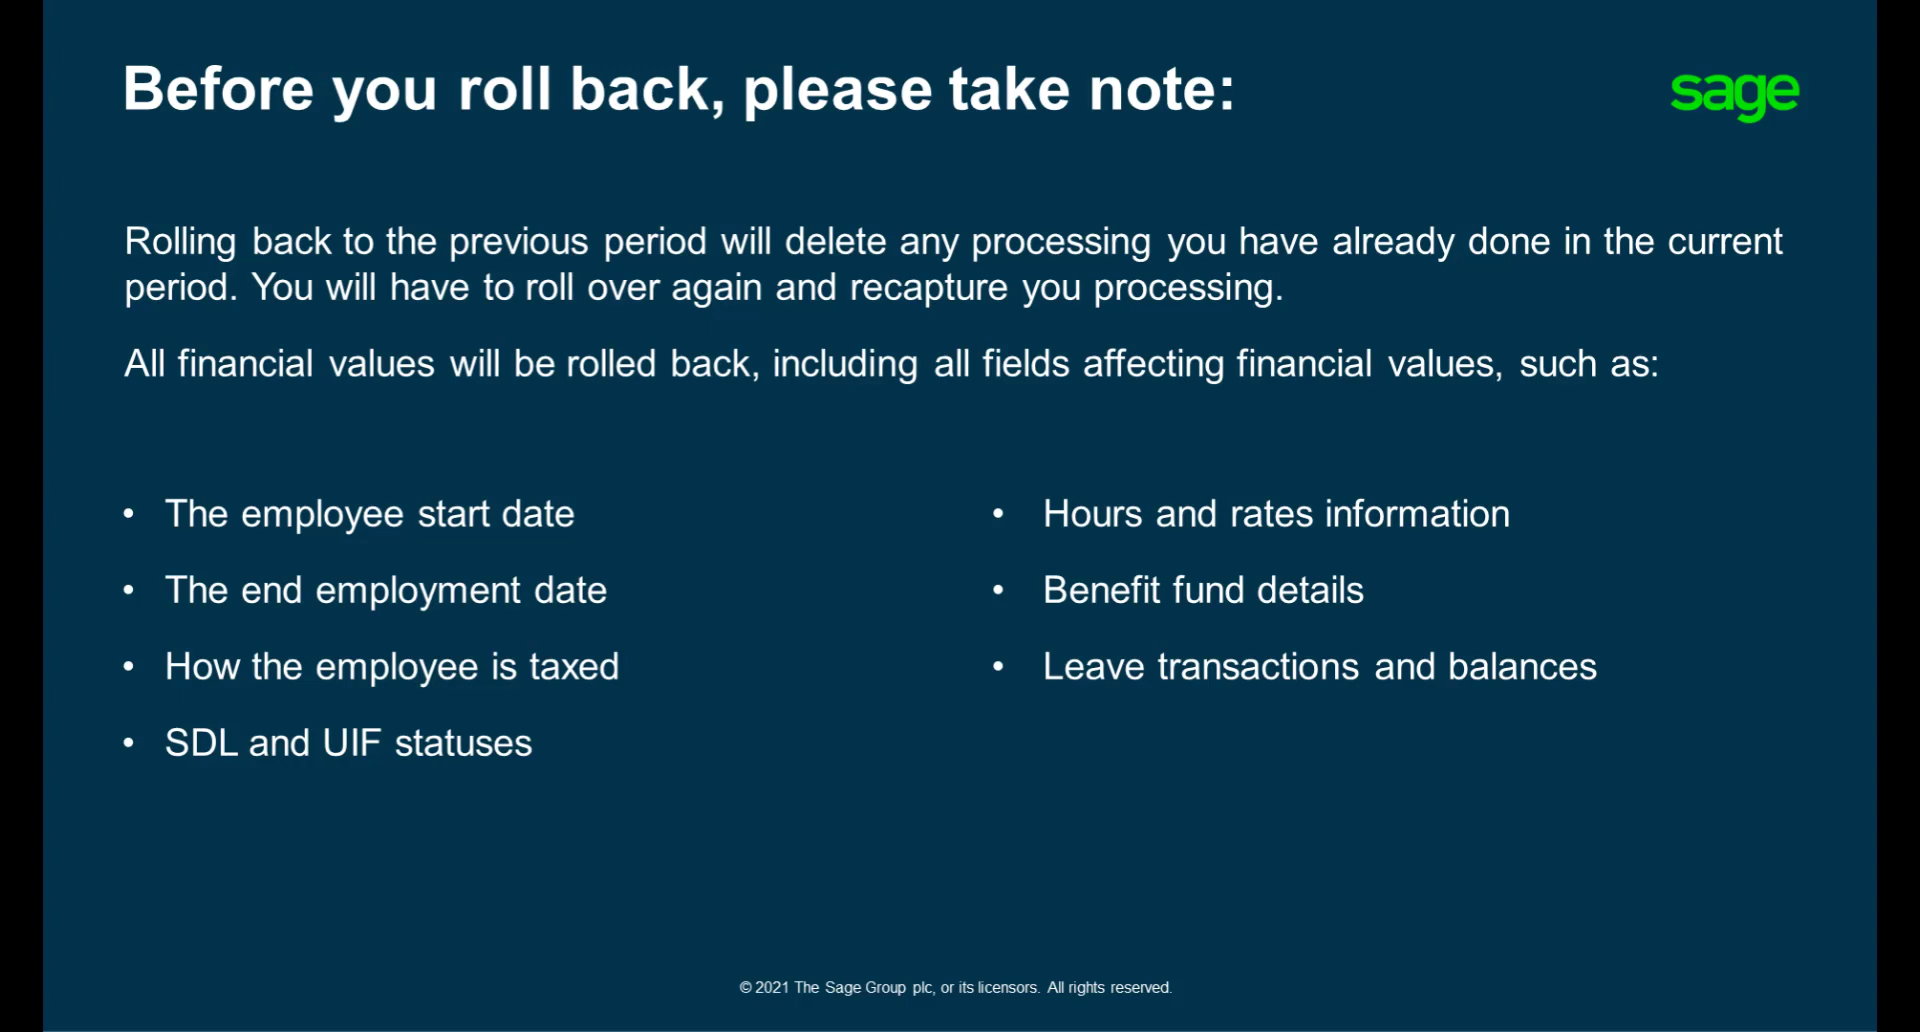 Before you roll back, please take note:
sage
Rolling back to the previous period will delete any processing you have already done in the current
period. You will have to roll over again and recapture you processing.
All financial values will be rolled back, including all fields affecting financial values, such as:
• The employee start date
• The end employment date
• How the employee is taxed
• SDL and UIF statuses
• Hours and rates information
• Benefit fund details
• Leave transactions and balances
© 2021 The Sage Group plc, or its licensors. All rights reserved.